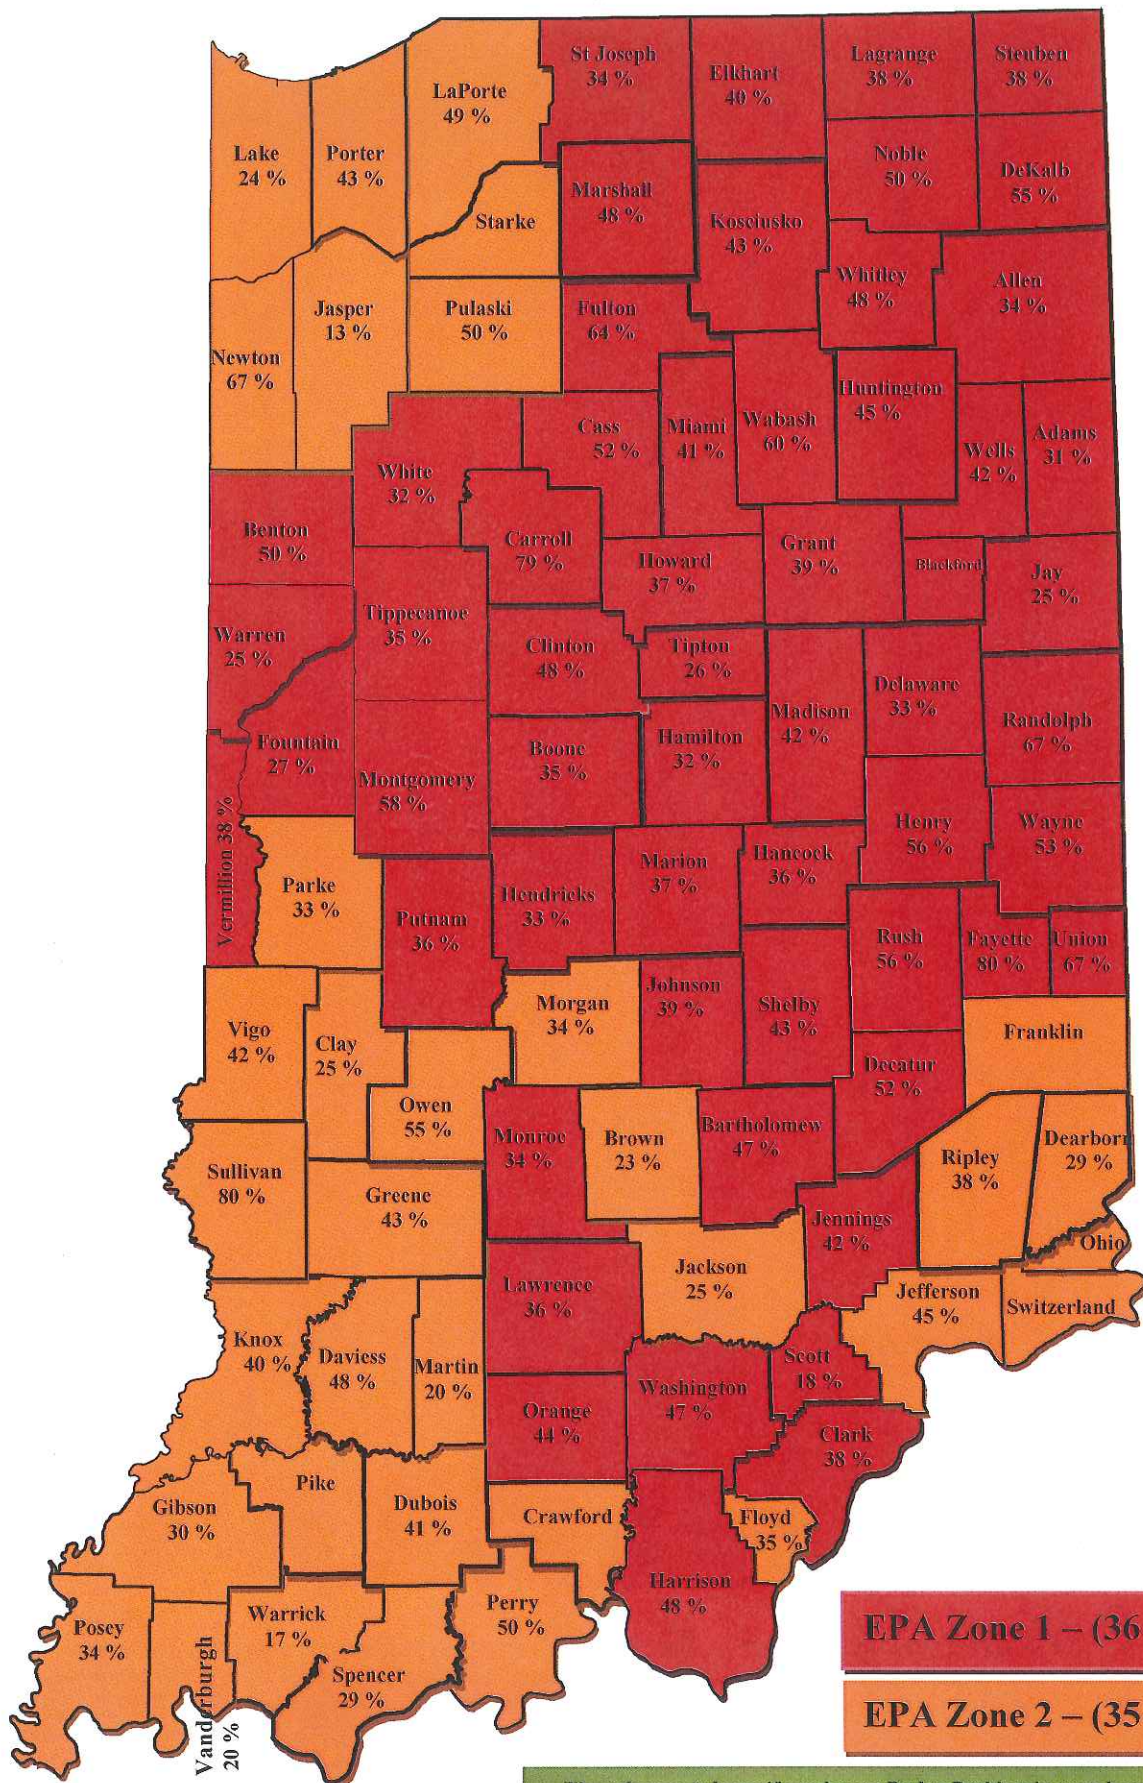 St Joseph
34 %
Elkhart
40 %
Lagrange
38 %
Steuben
38 %
LaPorte
49 %
Lake
24 %
Porter
43 %
Noble
50 %
DeKalb
55 %
Marshall
48 %
Starke
Kosciusko
43 %
Whitley
48 %
Allen
34 %
Jasper
13 %
Pulaski
50 %
Fulton
64 %
Newton
67 %
Huntington
45 %
Cass
52 %
Miami
41 %
Wabash
60 %
Wells
42 %
Adams
31 %
White
32 %
Benton
50 %
Carroll
79 %
Howard
37 %
Grant
39 %
Blackford
Jay
25 %
Tippecanoe
35 %
Warren
25 %
Clinton
48 %
Tipton
26 %
Delaware
33 %
Madison
42 %
Randolph
67 %
Fountain
27 %
Boone
35 %
Hamilton
32 %
Montgomery
58 %
Henry
56 %
Wayne
53 %
Vermillion 38 %
Parke
33 %
Putnam
36 %
Hendricks
33 %
Marion
37 %
Hancock
36 %
Rush
56 %
Fayette
80 %
Union
67 %
Morgan
34 %
Johnson
39 %
Shelby
43 %
Vigo
42 %
Clay
25 %
Franklin
Decatur
52 %
Owen
55 %
Monroe
34 %
Brown
23 %
Bartholomew
47 %
Dearborn
29 %
Ripley
38 %
Sullivan
80 %
Greene
43 %
Jennings
42 %
Ohio
Jackson
25 %
Lawrence
36 %
Jefferson
45 %
Switzerland
Knox
40 %
Daviess
48 %
Martin
20 %
Scott
18 %
Washington
47 %
Orange
44 %
Clark
38 %
Pike
Gibson
30 %
Dubois
41 %
Crawford
Floyd
35 %
Harrison
48 %
Perry
50 %
Posey
34 %
Warrick
17 %
Vanderburgh
20 %
Spencer
29 %
EPA Zone 1 – (36
EPA Zone 2 – (35